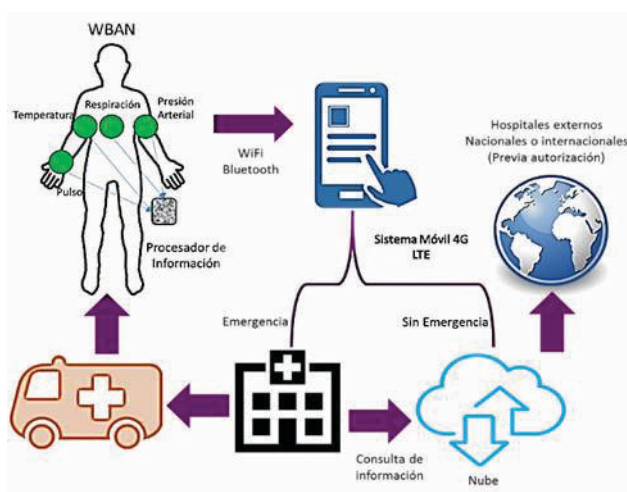 WBAN
Respiración
Temperatura
Presión
Arterial
Pulso
Procesador de
Información
WiFi
Bluetooth
Hospitales externos
Nacionales o internacionales
(Previa autorización)
Sistema Móvil 4G
LTE
Emergencia
Sin Emergencia
Consulta de
información
Nube